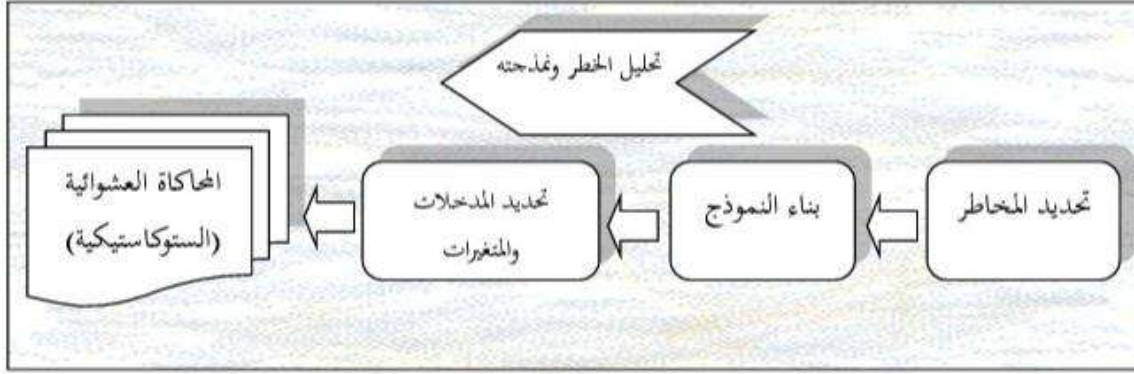 تحليل الخطر ونمذجته
تحديد المخاطر
بناء النموذج
تحديد المدخلات
والمتغيرات
المحاكاة العشوائية
(الستوكاستيكية)